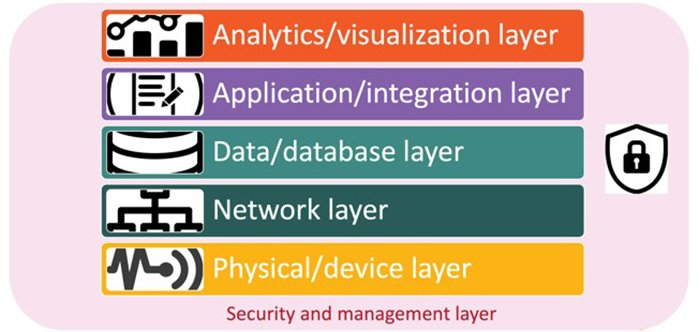 Analytics/visualization layer
Application/integration layer
Data/database layer
Network layer
Physical/device layer
Security and management layer